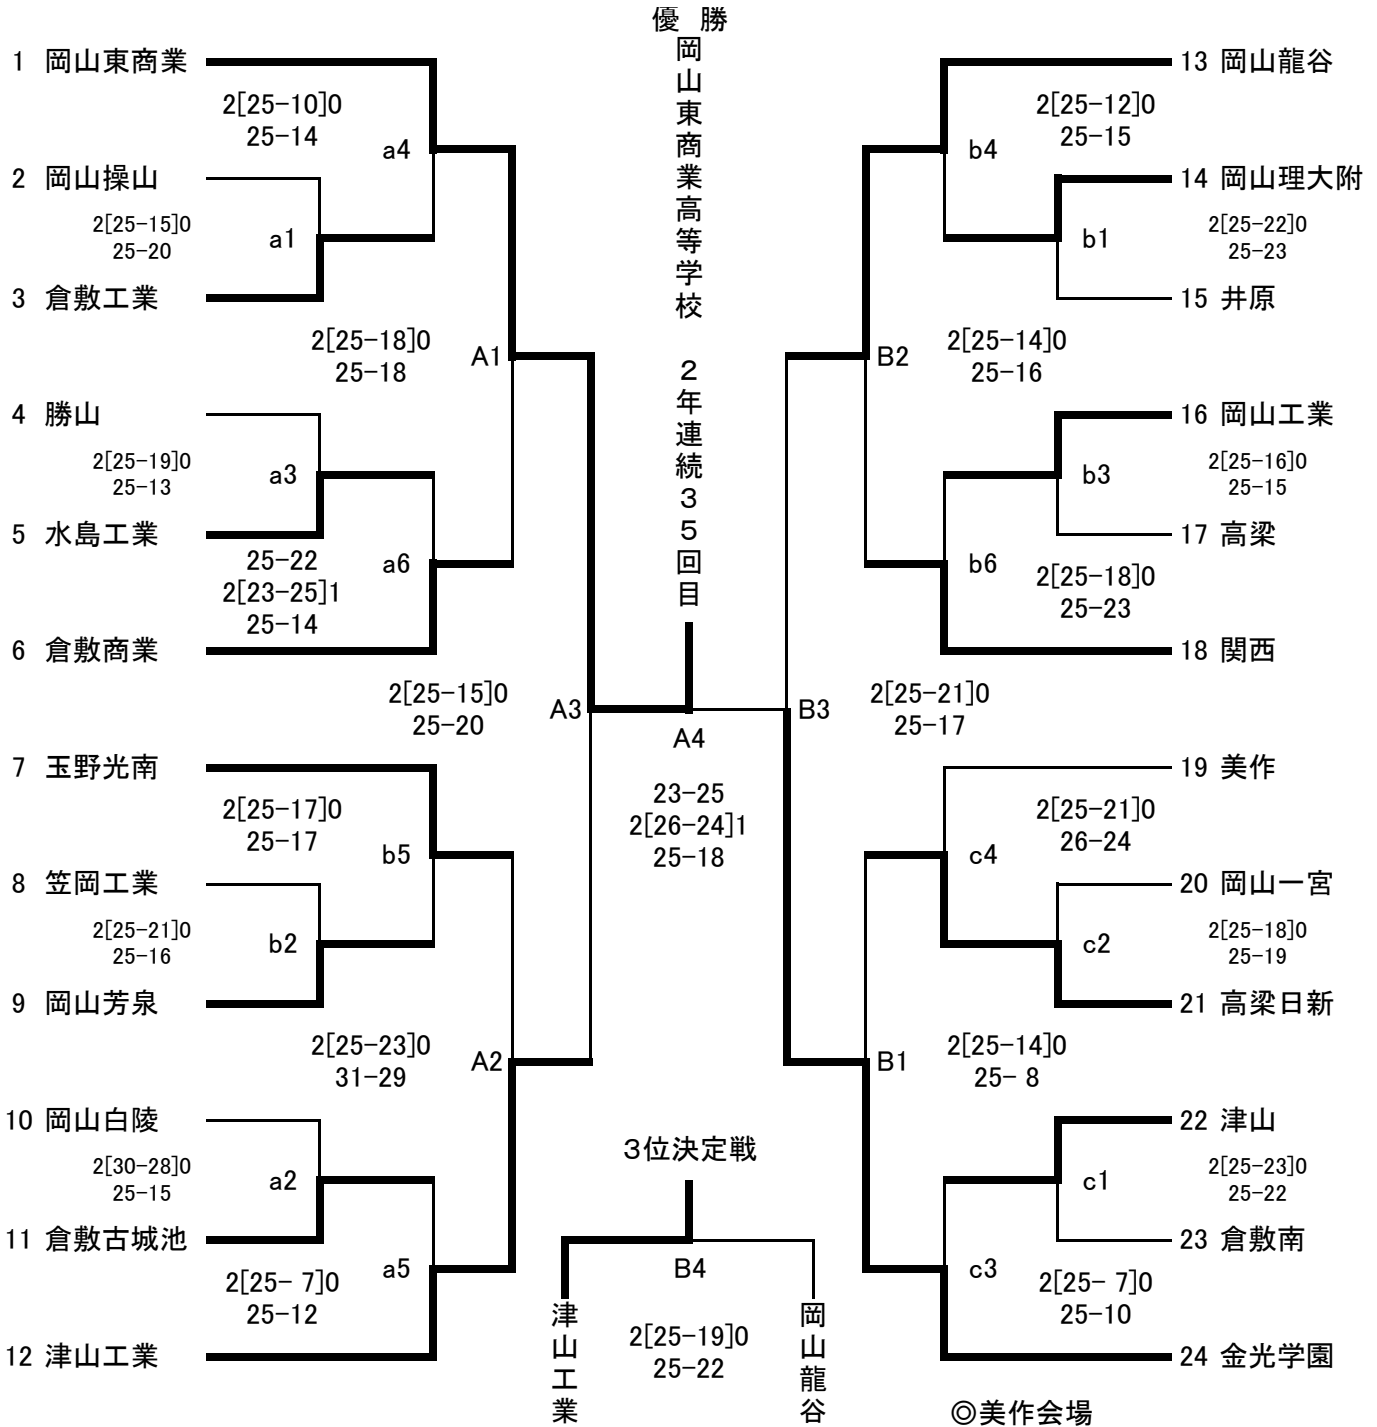 優 勝
岡山東商業高等学校 2年連続35回目
1 岡山東商業
2[25-10]0
25-14
a4
2 岡山操山
2[25-15]0
25-20
a1
3 倉敷工業
2[25-18]0
25-18
A1
4 勝山
2[25-19]0
25-13
a3
5 水島工業
25-22
2[23-25]1
25-14
a6
6 倉敷商業
2[25-15]0
25-20
A3
7 玉野光南
2[25-17]0
25-17
b5
8 笠岡工業
2[25-21]0
25-16
b2
9 岡山芳泉
2[25-23]0
31-29
A2
10 岡山白陵
2[30-28]0
25-15
a2
11 倉敷古城池
2[25- 7]0
25-12
a5
12 津山工業
A4
23-25
2[26-24]1
25-18
3位決定戦
B4
津山工業
2[25-19]0
25-22
岡山龍谷
13 岡山龍谷
2[25-12]0
25-15
b4
14 岡山理大附
2[25-22]0
25-23
b1
15 井原
B2
2[25-14]0
25-16
16 岡山工業
2[25-16]0
25-15
b3
17 高梁
b6
2[25-18]0
25-23
18 関西
B3
2[25-21]0
25-17
19 美作
2[25-21]0
26-24
c4
20 岡山一宮
2[25-18]0
25-19
c2
21 高梁日新
B1
2[25-14]0
25- 8
22 津山
2[25-23]0
25-22
c1
23 倉敷南
c3
2[25- 7]0
25-10
24 金光学園
◎美作会場